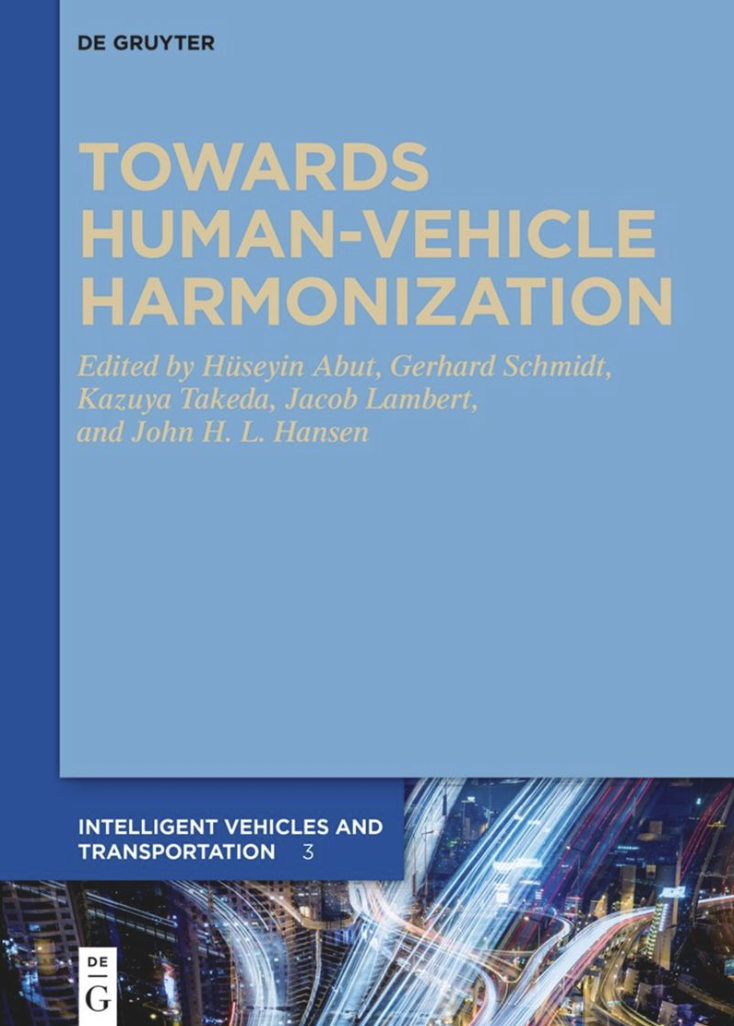 DE GRUYTER
TOWARDS
HUMAN-VEHICLE
HARMONIZATION
Edited by Hüseyin Abut, Gerhard Schmidt,
Kazuya Takeda, Jacob Lambert,
and John H. L. Hansen
INTELLIGENT VEHICLES AND
TRANSPORTATION 3
DE
G